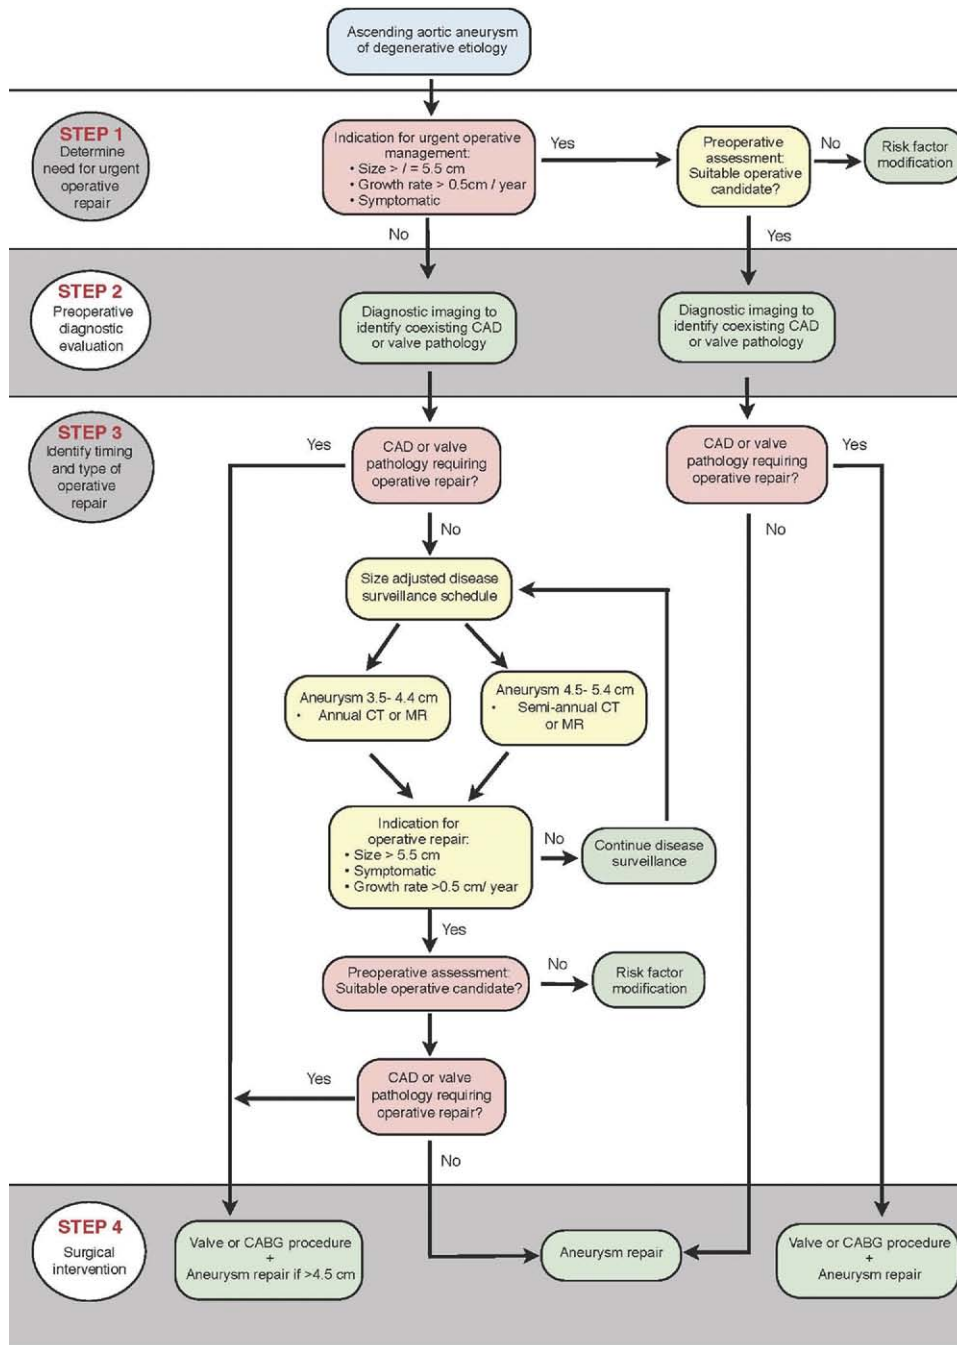 Ascending aortic aneurysm
of degenerative etiology
STEP 1
Determine
need for urgent
operative
repair
Indication for urgent operative
management:
• Size > / = 5.5 cm
• Growth rate > 0.5cm / year
• Symptomatic
Yes
Preoperative
assessment:
Suitable operative
candidate?
No
Risk factor
modification
No
Yes
STEP 2
Preoperative
diagnostic
evaluation
Diagnostic imaging to
identify coexisting CAD
or valve pathology
Diagnostic imaging to
identify coexisting CAD
or valve pathology
STEP 3
Identify timing
and type of
operative
repair
Yes
CAD or valve
pathology requiring
operative repair?
CAD or valve
pathology requiring
operative repair?
Yes
No
No
Size adjusted disease
surveillance schedule
Aneurysm 3.5- 4.4 cm
• Annual CT or MR
Aneurysm 4.5- 5.4 cm
• Semi-annual CT
or MR
Indication for
operative repair:
• Size > 5.5 cm
• Symptomatic
• Growth rate >0.5 cm/ year
No
Continue disease
surveillance
Yes
Preoperative assessment:
Suitable operative candidate?
No
Risk factor
modification
Yes
CAD or valve
pathology requiring
operative repair?
No
STEP 4
Surgical
intervention
Valve or CABG procedure
+
Aneurysm repair if >4.5 cm
Aneurysm repair
Valve or CABG procedure
+
Aneurysm repair